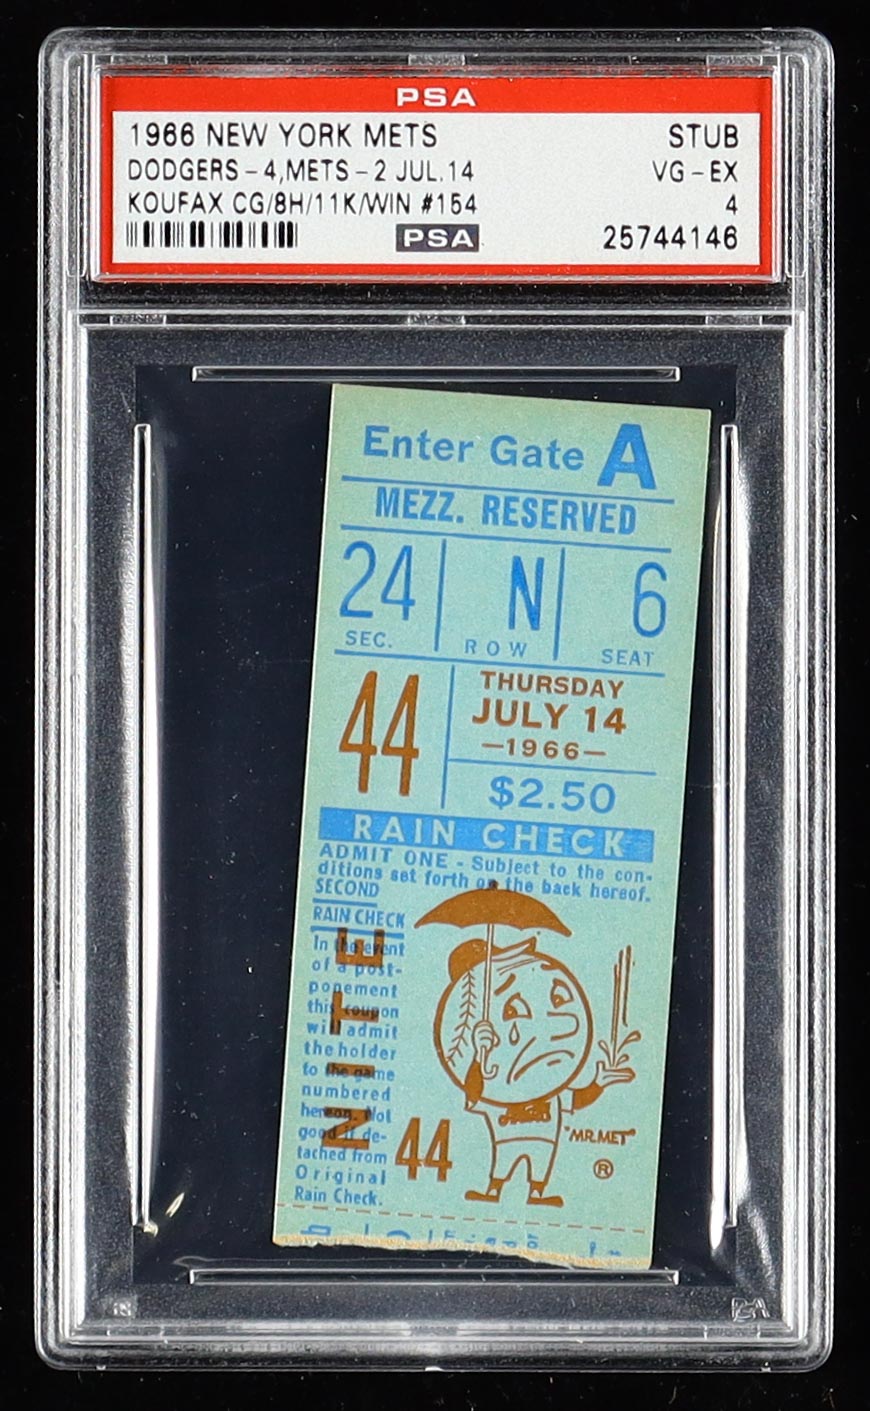 PSA
1966 NEW YORK METS STUB
DODGERS-4,METS-2 JUL.14 VG-EX
KOUFAX CG/8H/11K/WIN #154 4
PSA 25744146
Enter Gate A
MEZZ. RESERVED
24 N 6
SEC. ROW SEAT
44
THURSDAY
JULY 14
-1966-
$2.50
RAIN CHECK
ADMIT ONE - Subject to the con-
ditions set forth on the back hereof.
SECOND
RAIN CHECK
In the event
of a post-
ponement
this coupon
will admit
the holder
to the game
numbered
hereon. Not
good if de-
tached from
Original
Rain Check.
NITE
44
Mets
"MR. MET"
®